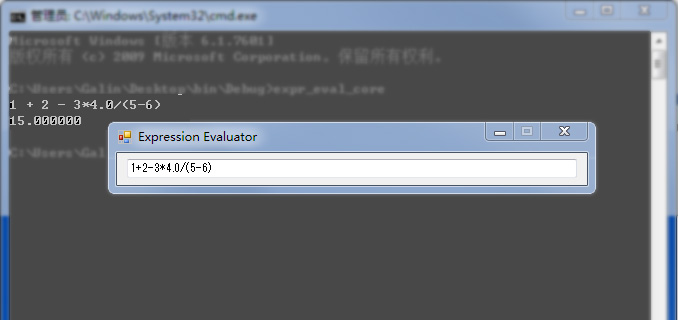 管理员: C:\Windows\System32\cmd.exe
Microsoft Windows [版本 6.1.7601]
版权所有 (c) 2009 Microsoft Corporation。保留所有权利。
C:\Users\Galin\Desktop\bin\Debug>expr_eval_core
1 + 2 - 3*4.0/(5-6)
15.000000
C:\Users\Galin
Expression Evaluator
1+2-3*4.0/(5-6)